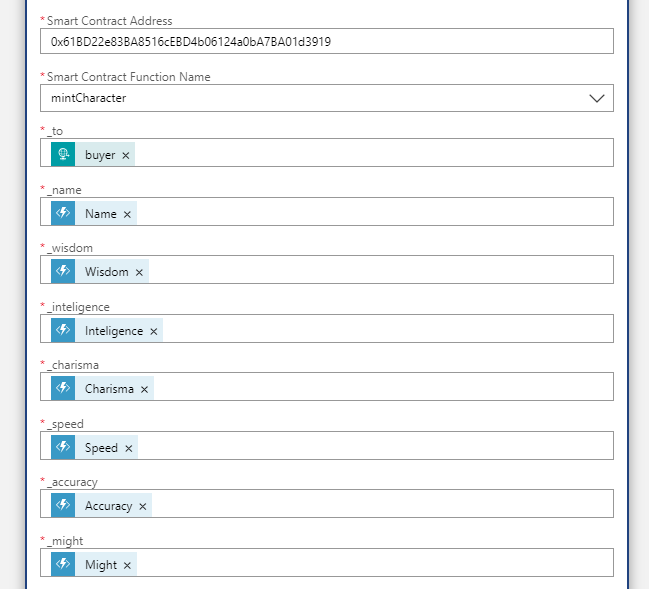 *Smart Contract Address
0x61BD22e83BA8516cEBD4b06124a0bA7BA01d3919
*Smart Contract Function Name
mintCharacter
*_to
buyer ×
*_name
Name ×
*_wisdom
Wisdom ×
*_inteligence
Inteligence ×
*_charisma
Charisma ×
*_speed
Speed ×
*_accuracy
Accuracy ×
*_might
Might ×